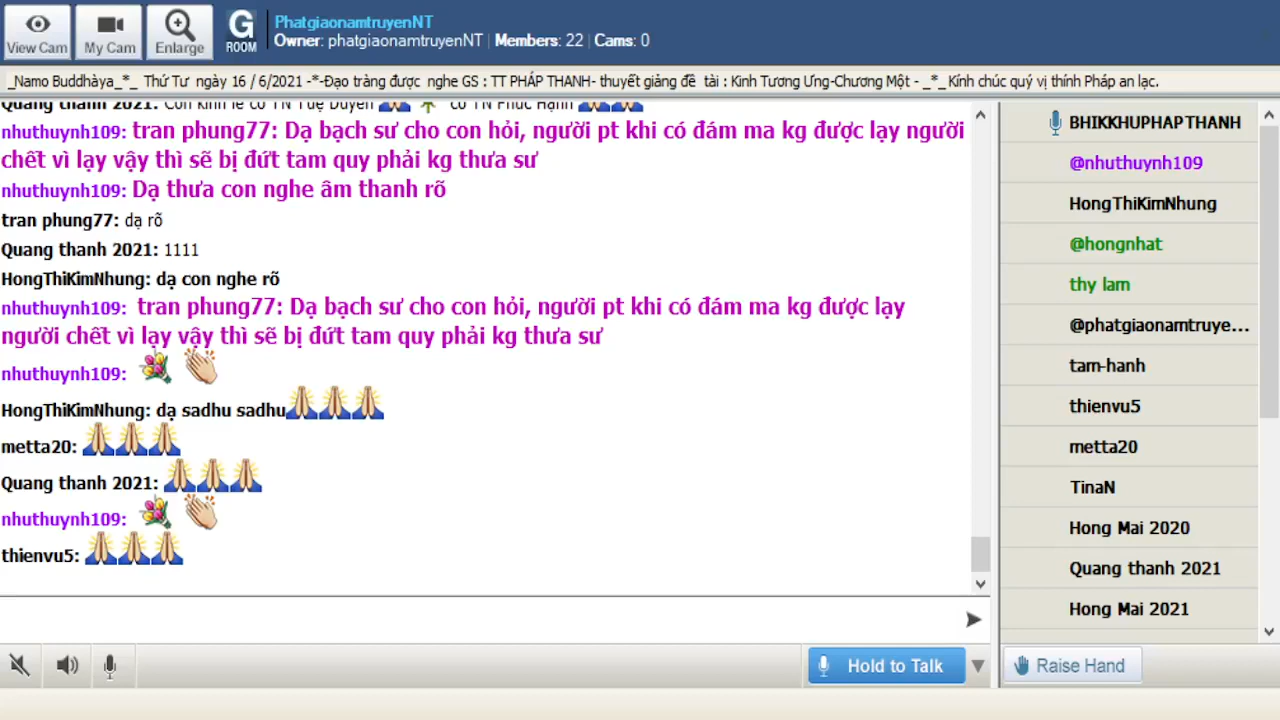 View Cam
My Cam
Enlarge
G
ROOM
PhatgiaonamtruyenNT
Owner: phatgiaonamtruyenNT | Members: 22 | Cams: 0
_Namo Buddhàya_*_ Thứ Tư ngày 16 / 6/2021 -*-Đạo tràng được nghe GS : TT PHÁP THANH- thuyết giảng đề tài : Kinh Tương Ưng-Chương Một - _*_Kính chúc quý vị thính Pháp an lạc.
Quang thanh 2021: Con kính lễ cô TN Tuệ Duyên cô TN Phúc Hạnh
nhuthuynh109: tran phung77: Dạ bạch sư cho con hỏi, người pt khi có đám ma kg được lạy người
chết vì lạy vậy thì sẽ bị đứt tam quy phải kg thưa sư
nhuthuynh109: Dạ thưa con nghe âm thanh rõ
tran phung77: dạ rõ
Quang thanh 2021: 1111
HongThiKimNhung: dạ con nghe rõ
nhuthuynh109: tran phung77: Dạ bạch sư cho con hỏi, người pt khi có đám ma kg được lạy
người chết vì lạy vậy thì sẽ bị đứt tam quy phải kg thưa sư
nhuthuynh109:
HongThiKimNhung: dạ sadhu sadhu
metta20:
Quang thanh 2021:
nhuthuynh109:
thienvu5:
BHIKKHUPHAPTHANH
@nhuthuynh109
HongThiKimNhung
@hongnhat
thy lam
@phatgiaonamtruye...
tam-hanh
thienvu5
metta20
TinaN
Hong Mai 2020
Quang thanh 2021
Hong Mai 2021
Hold to Talk
Raise Hand